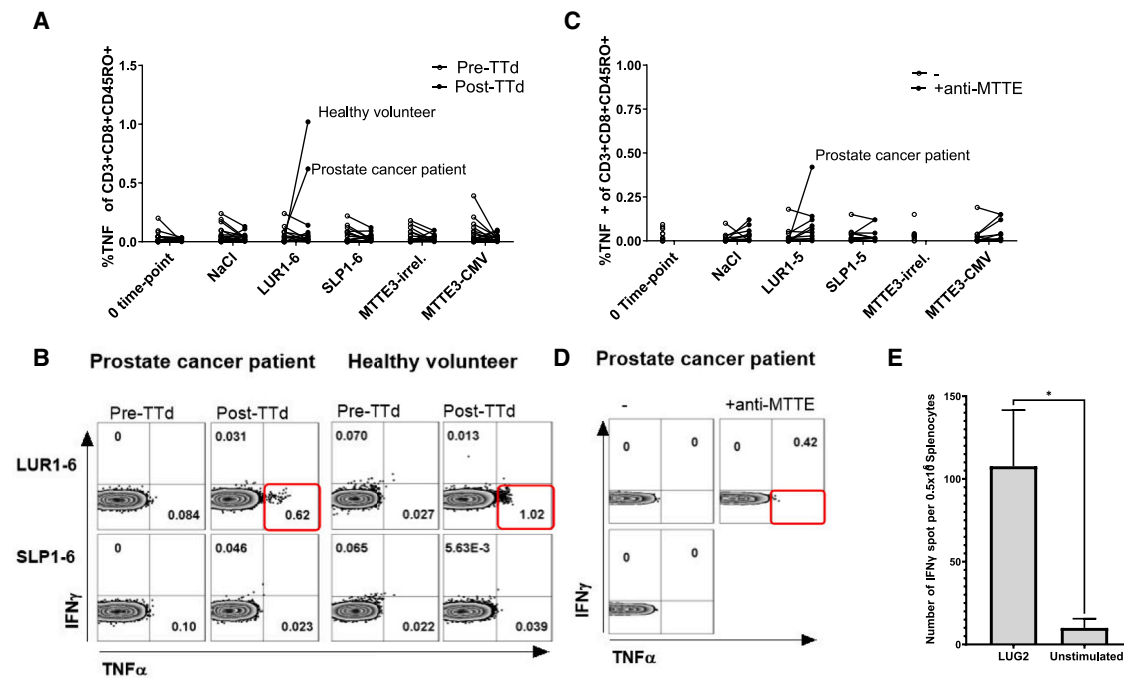 A
%TNF + of CD3+CD8+CD45RO+
1.5
1.0
0.5
0.0
Pre-TTd
Post-TTd
Healthy volunteer
Prostate cancer patient
0 time-point
NaCl
LUR1-6
SLP1-6
MTTE3-irrel.
MTTE3-CMV
C
%TNF + of CD3+CD8+CD45RO+
1.00
0.75
0.50
0.25
0.00
-
+anti-MTTE
Prostate cancer patient
0 Time-point
NaCl
LUR1-5
SLP1-5
MTTE3-irrel.
MTTE3-CMV
B
Prostate cancer patient
Healthy volunteer
Pre-TTd
Post-TTd
Pre-TTd
Post-TTd
LUR1-6
0
0.084
0.031
0.62
0.070
0.027
0.013
1.02
SLP1-6
0
0.10
0.046
0.023
0.065
0.022
5.63E-3
0.039
IFNγ
TNFα
D
Prostate cancer patient
-
+anti-MTTE
0
0
0
0.42
0
0
IFNγ
TNFα
E
Number of IFNγ spot per 0.5x10⁶ Splenocytes
150
100
50
0
*
LUG2
Unstimulated